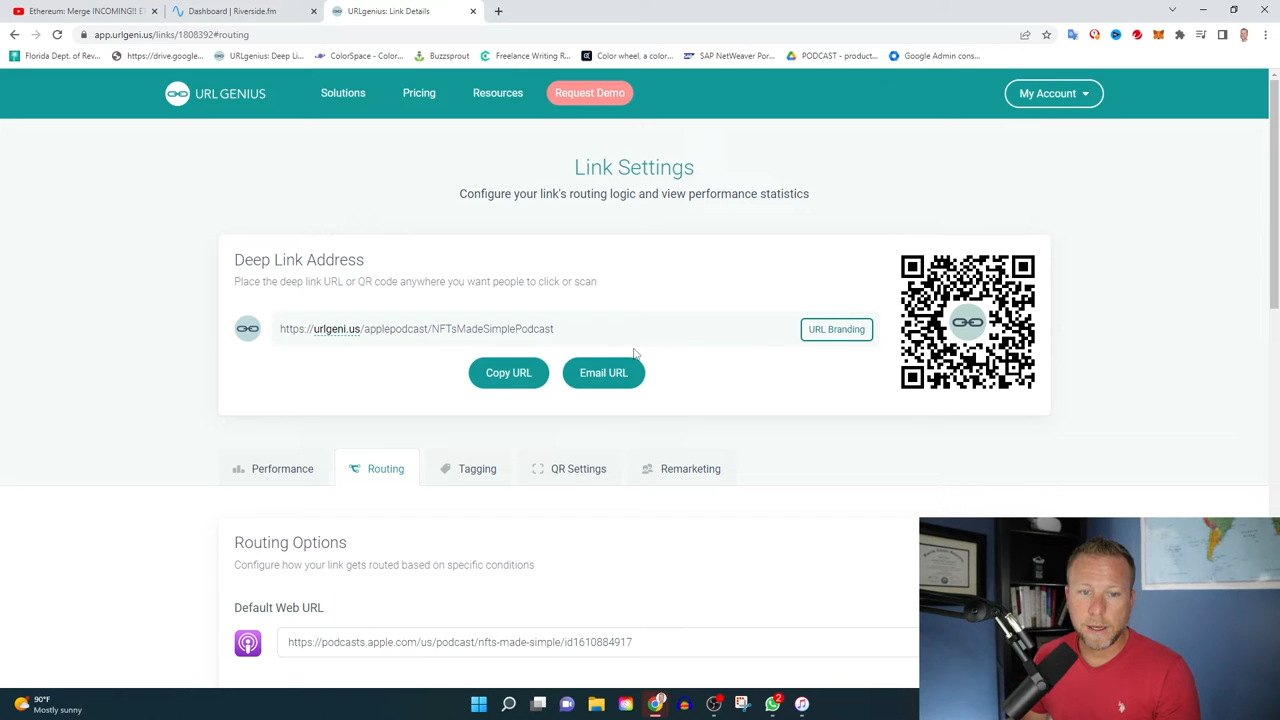 Ethereum: Merge INCOMING!! E
Dashboard | Riverside.fm
URLgenius: Link Details
app.urlgeni.us/links/1808392#routing
Florida Dept. of Rev...
https://drive.google...
URLgenius: Deep Li...
ColorSpace - Color...
Buzzsprout
Freelance Writing R...
Color wheel, a color...
SAP NetWeaver Por...
PODCAST - product...
Google Admin cons...
URLGENIUS
Solutions
Pricing
Resources
Request Demo
My Account
Link Settings
Configure your link's routing logic and view performance statistics
Deep Link Address
Place the deep link URL or QR code anywhere you want people to click or scan
https://urlgeni.us/applepodcast/NFTsMadeSimplePodcast
URL Branding
Copy URL
Email URL
Performance
Routing
Tagging
QR Settings
Remarketing
Routing Options
Configure how your link gets routed based on specific conditions
Default Web URL
https://podcasts.apple.com/us/podcast/nfts-made-simple/id1610884917
90°F
Mostly sunny
2